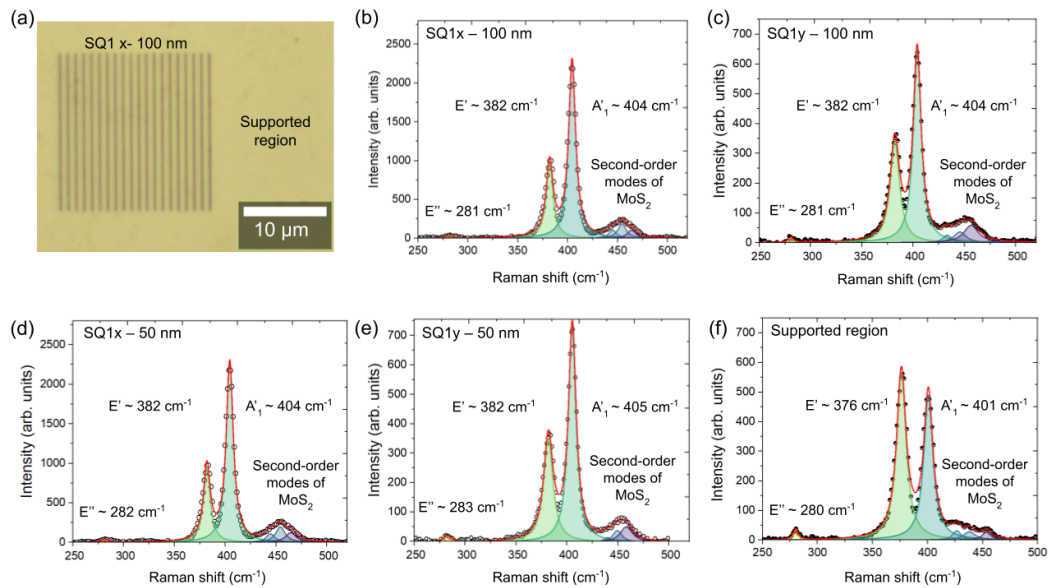 (a)
SQ1 x- 100 nm
Supported
region
10 µm
(b)
SQ1x – 100 nm
E' ~ 382 cm⁻¹
A'₁ ~ 404 cm⁻¹
Second-order
modes of
MoS₂
E'' ~ 281 cm⁻¹
Intensity (arb. units)
2500
2000
1500
1000
500
0
250 300 350 400 450 500
Raman shift (cm⁻¹)
(c)
SQ1y – 100 nm
E' ~ 382 cm⁻¹
A'₁ ~ 404 cm⁻¹
Second-order
modes of
MoS₂
E'' ~ 281 cm⁻¹
Intensity (arb. units)
700
600
500
400
300
200
100
0
250 300 350 400 450 500
Raman shift (cm⁻¹)
(d)
SQ1x – 50 nm
E' ~ 382 cm⁻¹
A'₁ ~ 404 cm⁻¹
Second-order
modes of
MoS₂
E'' ~ 282 cm⁻¹
Intensity (arb. units)
2500
2000
1500
1000
500
0
250 300 350 400 450 500
Raman shift (cm⁻¹)
(e)
SQ1y – 50 nm
E' ~ 382 cm⁻¹
A'₁ ~ 405 cm⁻¹
Second-order
modes of
MoS₂
E'' ~ 283 cm⁻¹
Intensity (arb. units)
700
600
500
400
300
200
100
0
250 300 350 400 450 500
Raman shift (cm⁻¹)
(f)
Supported region
E' ~ 376 cm⁻¹
A'₁ ~ 401 cm⁻¹
Second-order
modes of
MoS₂
E'' ~ 280 cm⁻¹
Intensity (arb. units)
700
600
500
400
300
200
100
0
250 300 350 400 450 500
Raman shift (cm⁻¹)